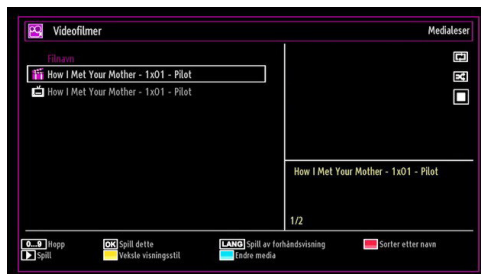 Videofilmer
Medialeser
Filnavn
How I Met Your Mother - 1x01 - Pilot
How I Met Your Mother - 1x01 - Pilot
How I Met Your Mother - 1x01 - Pilot
1/2
0...9 Hopp
OK Spill dette
LANG Spill av forhåndsvisning
Sorter etter navn
Spill
Veksle visningsstil
Endre media